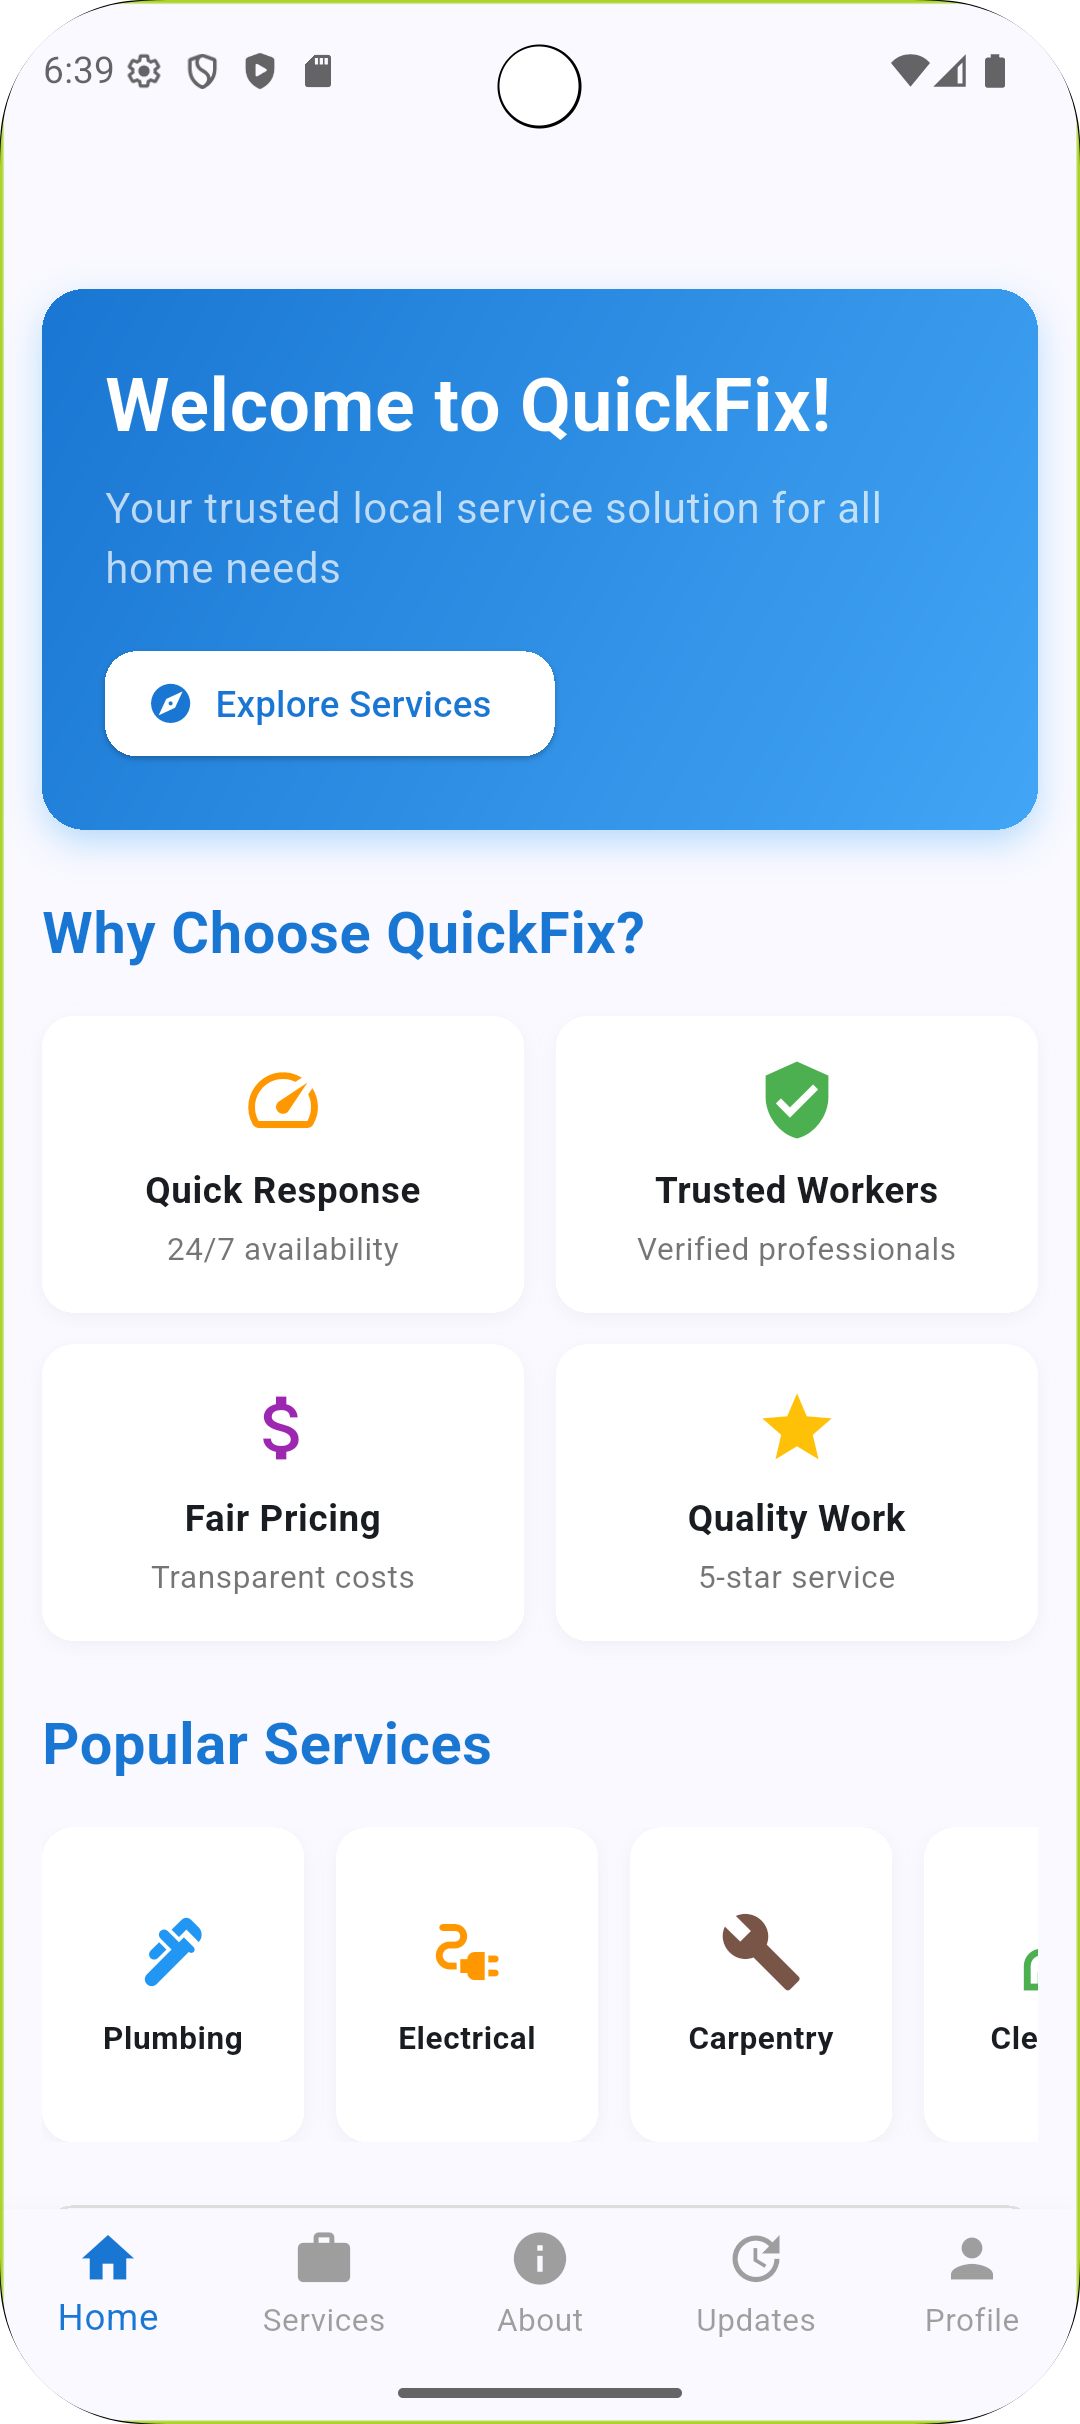 6:39
Welcome to QuickFix!
Your trusted local service solution for all
home needs
Explore Services
Why Choose QuickFix?
Quick Response
24/7 availability
Trusted Workers
Verified professionals
Fair Pricing
Transparent costs
Quality Work
5-star service
Popular Services
Plumbing
Electrical
Carpentry
Cle
Home
Services
About
Updates
Profile